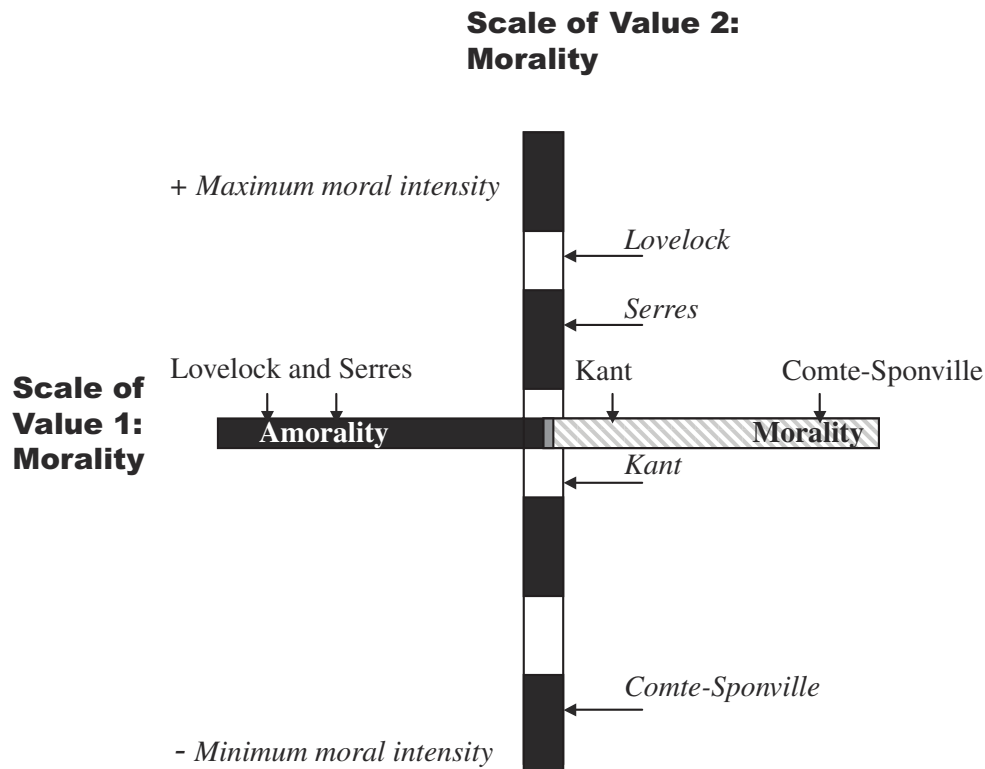 Scale of Value 2:
Morality
+ Maximum moral intensity
Lovelock
Serres
Lovelock and Serres
Kant
Comte-Sponville
Scale of
Value 1:
Morality
Amorality
Morality
Kant
Comte-Sponville
- Minimum moral intensity